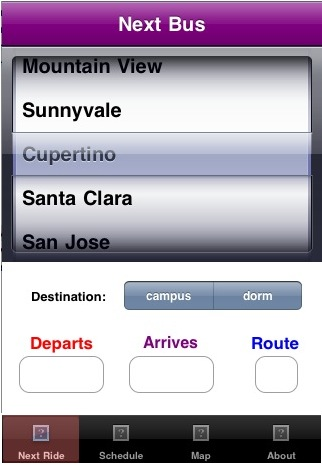 Next Bus
Mountain View
Sunnyvale
Cupertino
Santa Clara
San Jose
Destination: campus dorm
Departs Arrives Route
? ? ? ?
Next Ride Schedule Map About